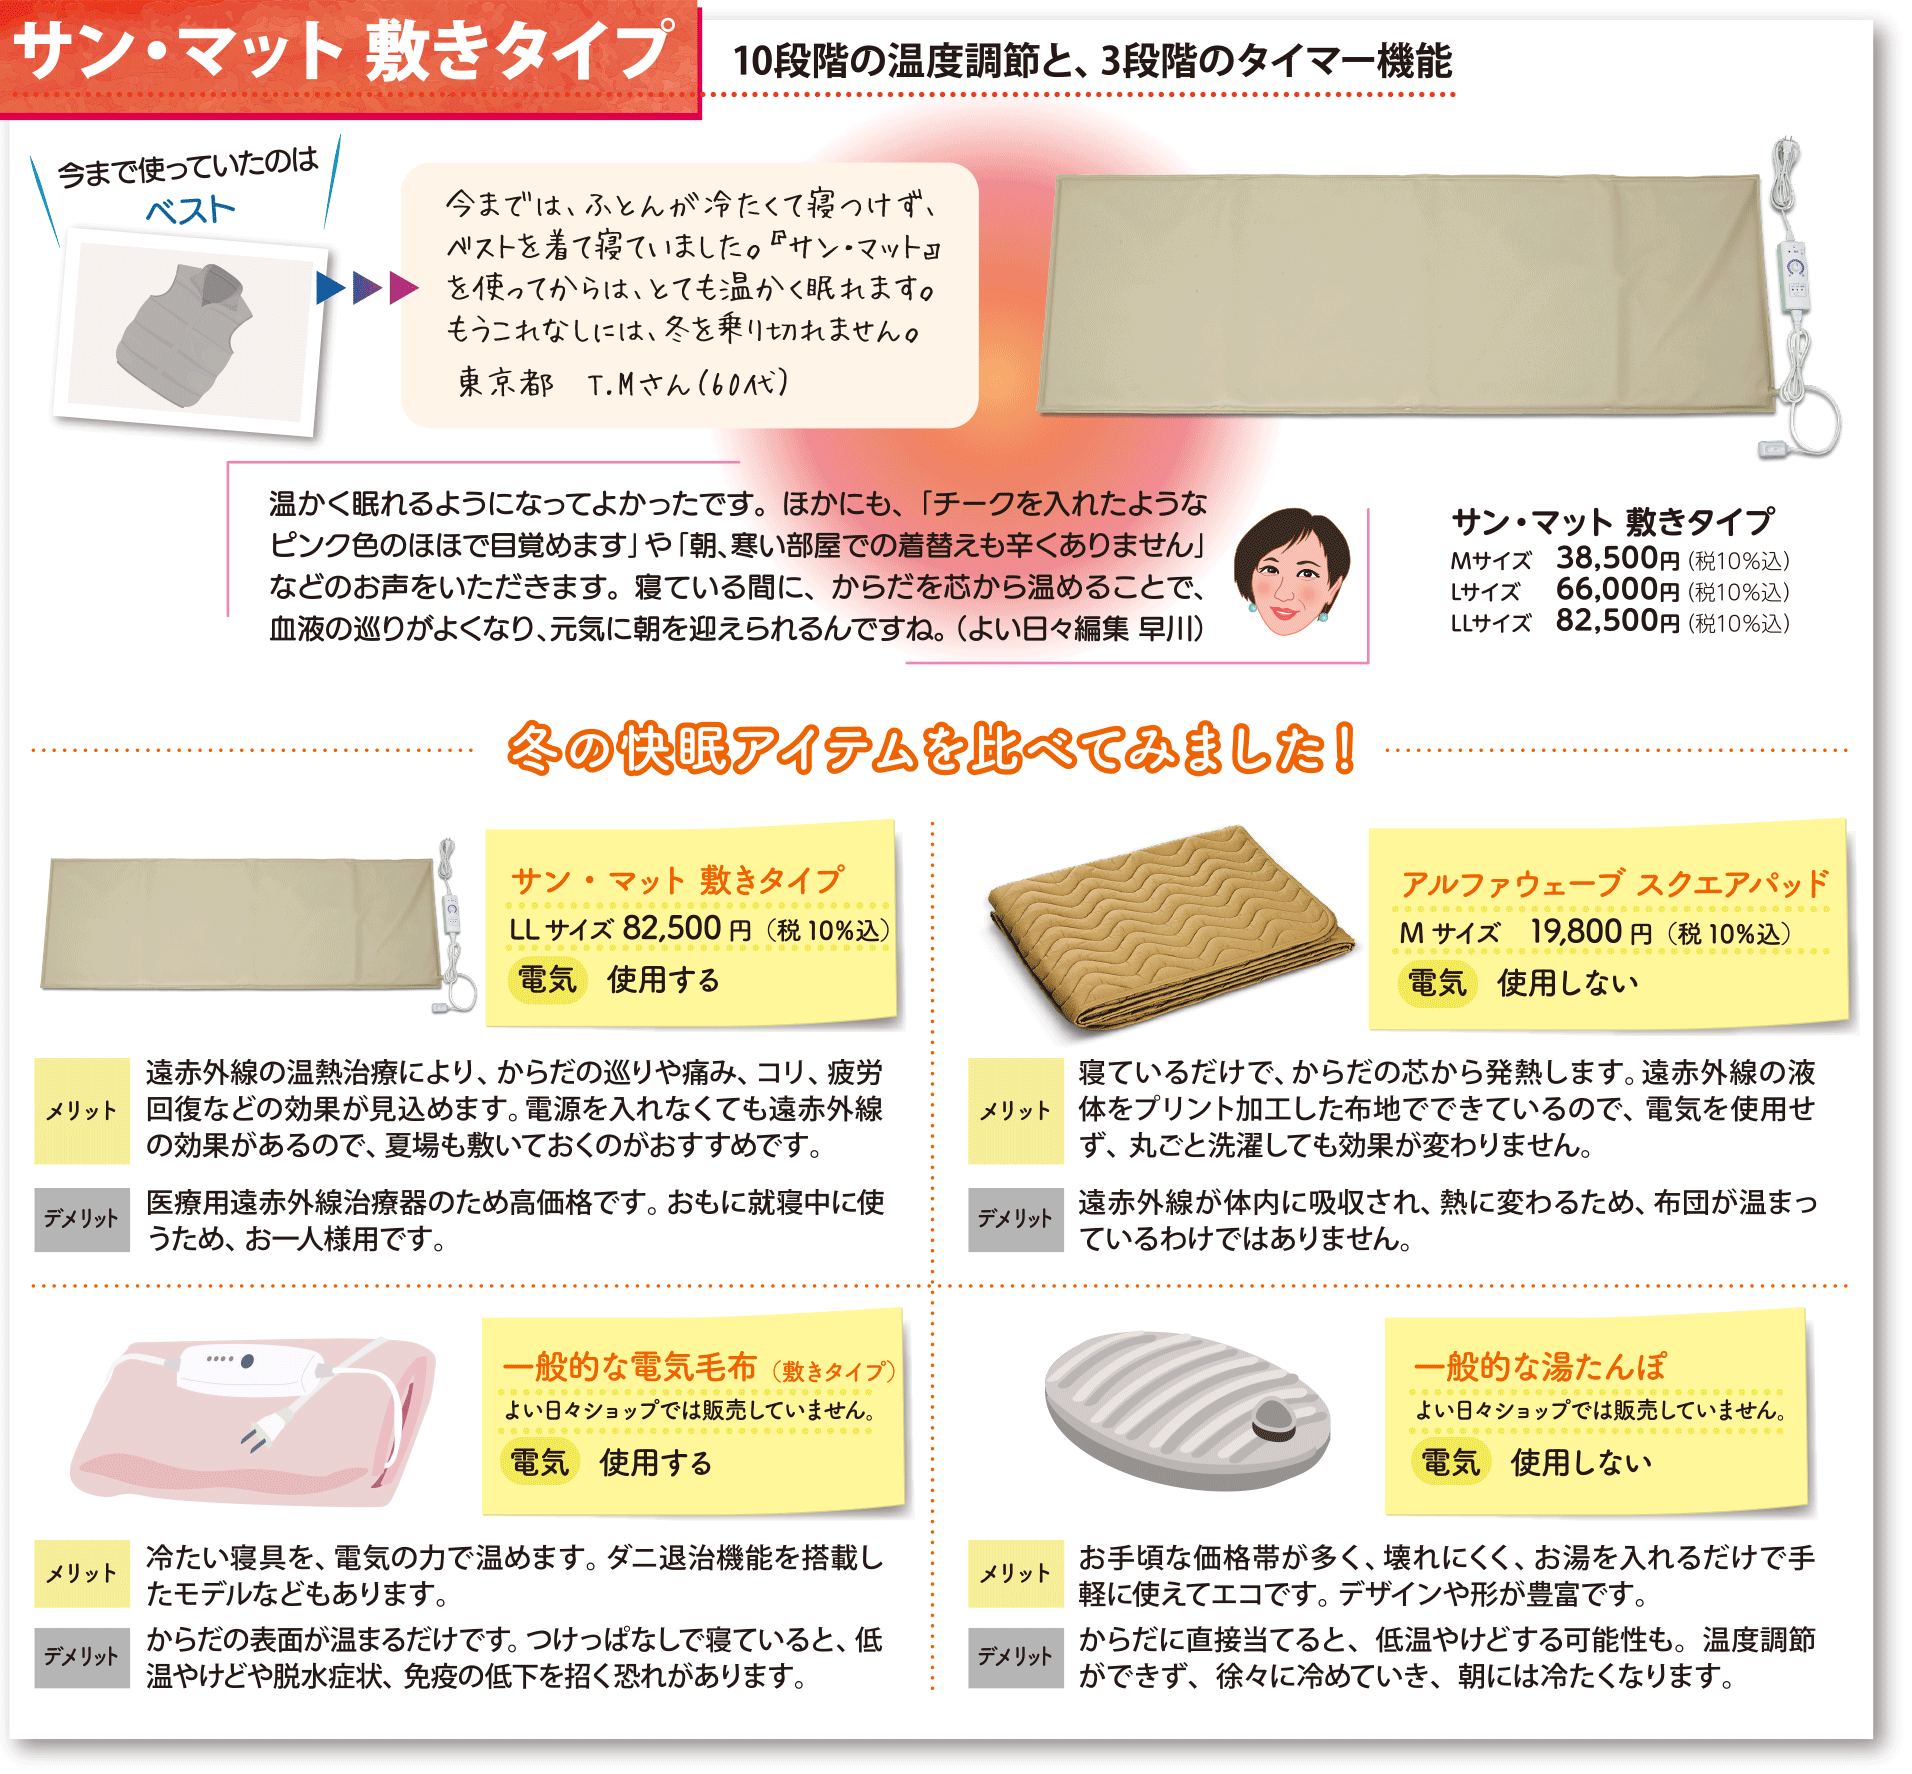 サン・マット 敷きタイプ
10段階の温度調節と、3段階のタイマー機能
今まで使っていたのは
ベスト
今までは、ふとんが冷たくて寝つけず、
ベストを着て寝ていました。『サン・マット』
を使ってからは、とても温かく眠れます。
もうこれなしには、冬を乗り切れません。
東京都　T.Mさん(60代)
温かく眠れるようになってよかったです。ほかにも、「チークを入れたような
ピンク色のほほで目覚めます」や「朝、寒い部屋での着替えも辛くありません」
などのお声をいただきます。寝ている間に、からだを芯から温めることで、
血液の巡りがよくなり、元気に朝を迎えられるんですね。（よい日々編集 早川）
サン・マット 敷きタイプ
Mサイズ　38,500円（税10％込）
Lサイズ　66,000円（税10％込）
LLサイズ　82,500円（税10％込）
冬の快眠アイテムを比べてみました！
サン・マット 敷きタイプ
LLサイズ 82,500円（税10％込）
電気　使用する
メリット
遠赤外線の温熱治療により、からだの巡りや痛み、コリ、疲労
回復などの効果が見込めます。電源を入れなくても遠赤外線
の効果があるので、夏場も敷いておくのがおすすめです。
デメリット
医療用遠赤外線治療器のため高価格です。おもに就寝中に使
うため、お一人様用です。
アルファウェーブ スクエアパッド
Mサイズ　19,800円（税10％込）
電気　使用しない
メリット
寝ているだけで、からだの芯から発熱します。遠赤外線の液
体をプリント加工した布地でできているので、電気を使用せ
ず、丸ごと洗濯しても効果が変わりません。
デメリット
遠赤外線が体内に吸収され、熱に変わるため、布団が温まっ
ているわけではありません。
一般的な電気毛布（敷きタイプ）
よい日々ショップでは販売していません。
電気　使用する
メリット
冷たい寝具を、電気の力で温めます。ダニ退治機能を搭載し
たモデルなどもあります。
デメリット
からだの表面が温まるだけです。つけっぱなしで寝ていると、低
温やけどや脱水症状、免疫の低下を招く恐れがあります。
一般的な湯たんぽ
よい日々ショップでは販売していません。
電気　使用しない
メリット
お手頃な価格帯が多く、壊れにくく、お湯を入れるだけで手
軽に使えてエコです。デザインや形が豊富です。
デメリット
からだに直接当てると、低温やけどする可能性も。温度調節
ができず、徐々に冷めていき、朝には冷たくなります。